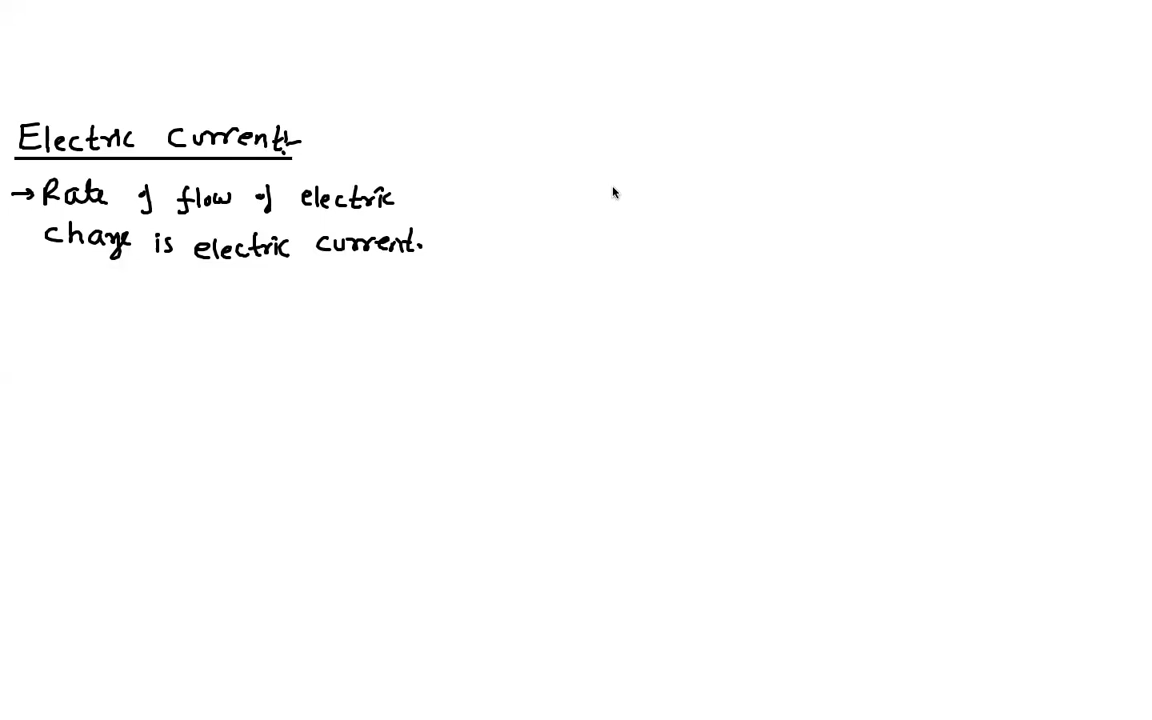 Electric Current:-
→ Rate of flow of electric
charge is electric current.